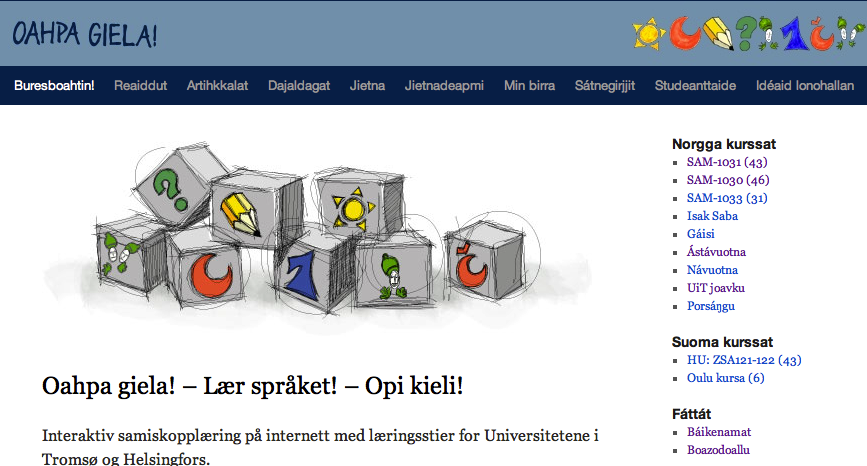 OAHPA GIELA!
Buresboahtin! Reaiddut Artihkkalat Dajaldagat Jietna Jietnadeapmi Min birra Sátnegirjjit Studeanttaide Idéaid lonohallan
Oahpa giela! – Lær språket! – Opi kieli!
Interaktiv samiskopplæring på internett med læringsstier for Universitetene i
Tromsø og Helsingfors.
Norgga kurssat
SAM-1031 (43)
SAM-1030 (46)
SAM-1033 (31)
Isak Saba
Gáisi
Ástávuotna
Návuotna
UiT joavku
Porsáŋgu
Suoma kurssat
HU: ZSA121-122 (43)
Oulu kursa (6)
Fáttát
Báikenamat
Boazodoallu